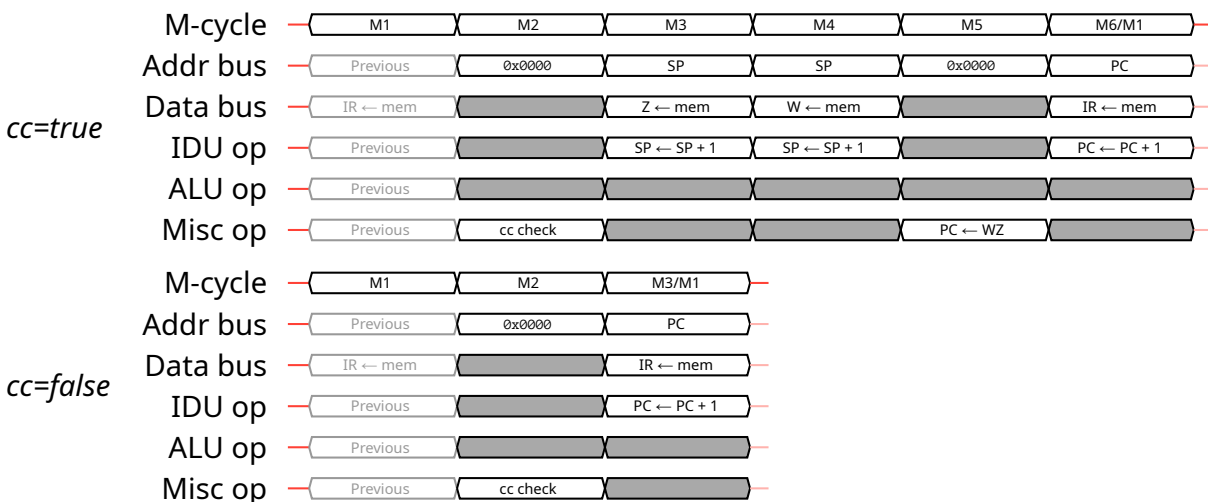 M-cycle M1 M2 M3 M4 M5 M6/M1
Addr bus Previous 0x0000 SP SP 0x0000 PC
Data bus IR ← mem Z ← mem W ← mem IR ← mem
cc=true
IDU op Previous SP ← SP + 1 SP ← SP + 1 PC ← PC + 1
ALU op Previous
Misc op Previous cc check PC ← WZ
M-cycle M1 M2 M3/M1
Addr bus Previous 0x0000 PC
Data bus IR ← mem IR ← mem
cc=false
IDU op Previous PC ← PC + 1
ALU op Previous
Misc op Previous cc check